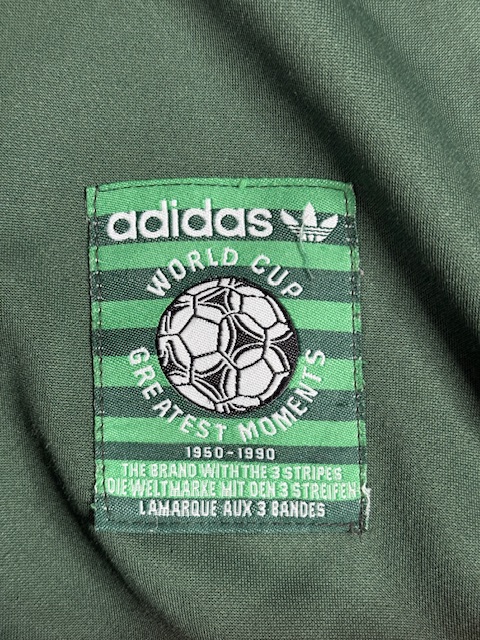 adidas
WORLD CUP
GREATEST MOMENTS
1950-1990
THE BRAND WITH THE 3 STRIPES
DIE WELTMARKE MIT DEN 3 STREIFEN
LA MARQUE AUX 3 BANDES